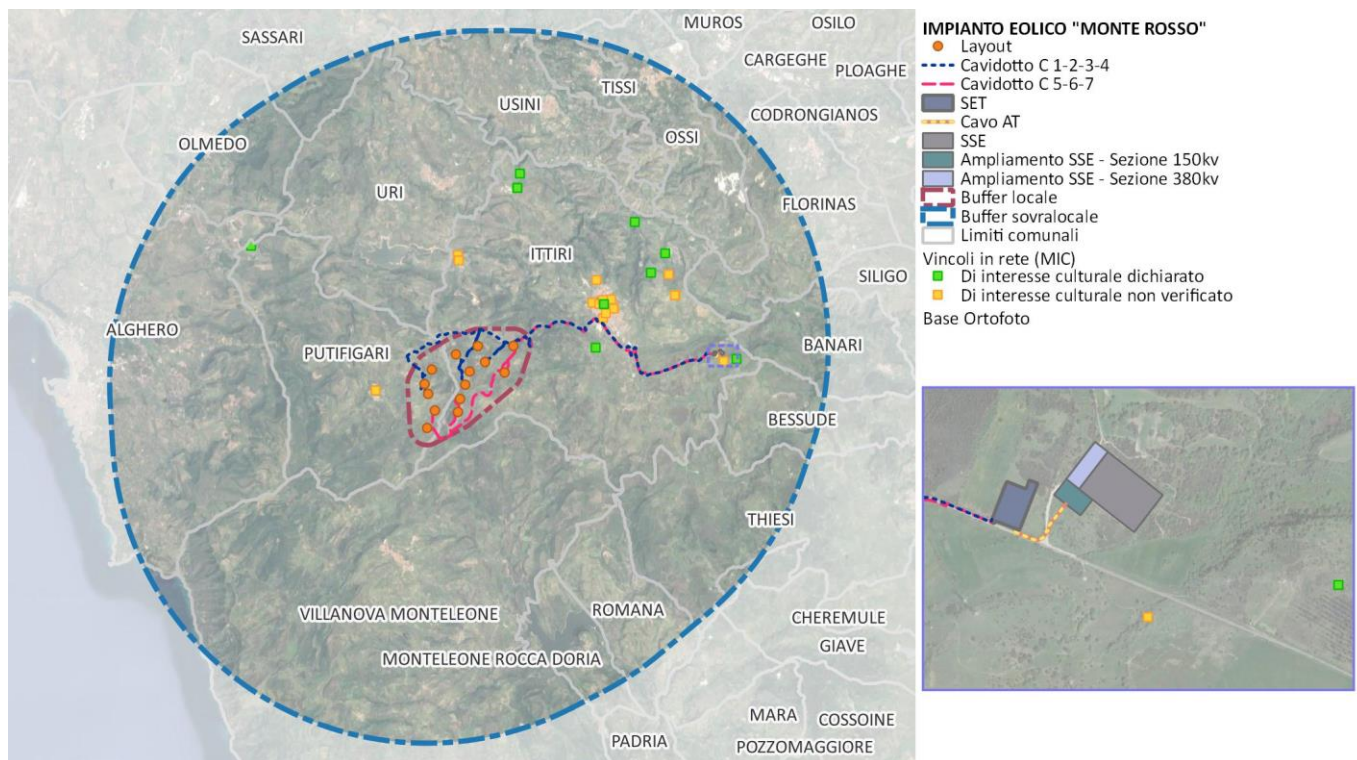 MUROS
OSILO
SASSARI
CARGEGHE
PLOAGHE
TISSI
USINI
CODRONGIANOS
OSSI
OLMEDO
URI
FLORINAS
ITTIRI
SILIGO
ALGHERO
BANARI
PUTIFIGARI
BESSUDE
THIESI
VILLANOVA MONTELEONE
ROMANA
CHEREMULE
GIAVE
MONTELEONE ROCCA DORIA
MARA
COSSOINE
PADRIA
POZZOMAGGIORE
IMPIANTO EOLICO "MONTE ROSSO"
Layout
Cavidotto C 1-2-3-4
Cavidotto C 5-6-7
SET
Cavo AT
SSE
Ampliamento SSE - Sezione 150kv
Ampliamento SSE - Sezione 380kv
Buffer locale
Buffer sovralocale
Limiti comunali
Vincoli in rete (MIC)
Di interesse culturale dichiarato
Di interesse culturale non verificato
Base Ortofoto